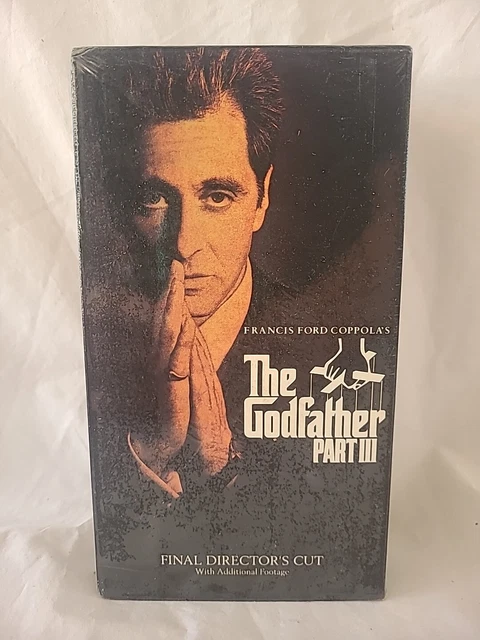 FRANCIS FORD COPPOLA'S
The
Godfather
PART III
FINAL DIRECTOR'S CUT
With Additional Footage